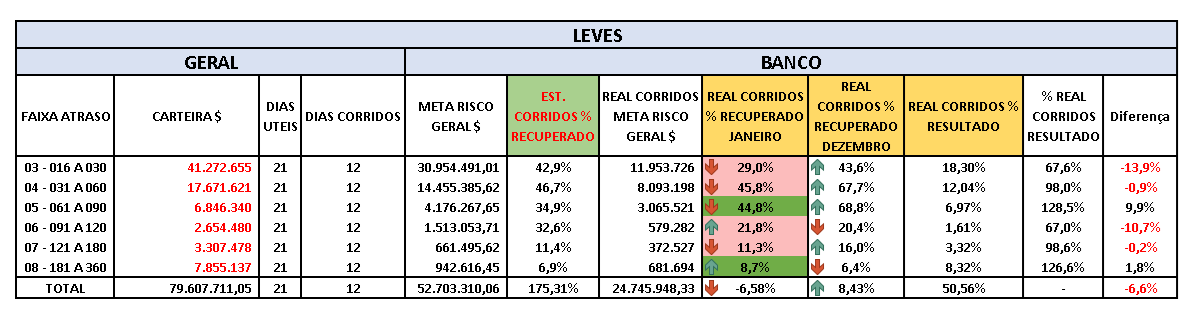 LEVES
GERAL BANCO
FAIXA ATRASO CARTEIRA $ DIAS UTEIS DIAS CORRIDOS META RISCO GERAL $ EST. CORRIDOS % RECUPERADO REAL CORRIDOS META RISCO GERAL $ REAL CORRIDOS % RECUPERADO JANEIRO REAL CORRIDOS % RECUPERADO DEZEMBRO REAL CORRIDOS % RESULTADO % REAL CORRIDOS RESULTADO Diferença
03 - 016 A 030 41.272.655 21 12 30.954.491,01 42,9% 11.953.726 29,0% 43,6% 18,30% 67,6% -13,9%
04 - 031 A 060 17.671.621 21 12 14.455.385,62 46,7% 8.093.198 45,8% 67,7% 12,04% 98,0% -0,9%
05 - 061 A 090 6.846.340 21 12 4.176.267,65 34,9% 3.065.521 44,8% 68,8% 6,97% 128,5% 9,9%
06 - 091 A 120 2.654.480 21 12 1.513.053,71 32,6% 579.282 21,8% 20,4% 1,61% 67,0% -10,7%
07 - 121 A 180 3.307.478 21 12 661.495,62 11,4% 372.527 11,3% 16,0% 3,32% 98,6% -0,2%
08 - 181 A 360 7.855.137 21 12 942.616,45 6,9% 681.694 8,7% 6,4% 8,32% 126,6% 1,8%
TOTAL 79.607.711,05 21 12 52.703.310,06 175,31% 24.745.948,33 -6,58% 8,43% 50,56% - -6,6%